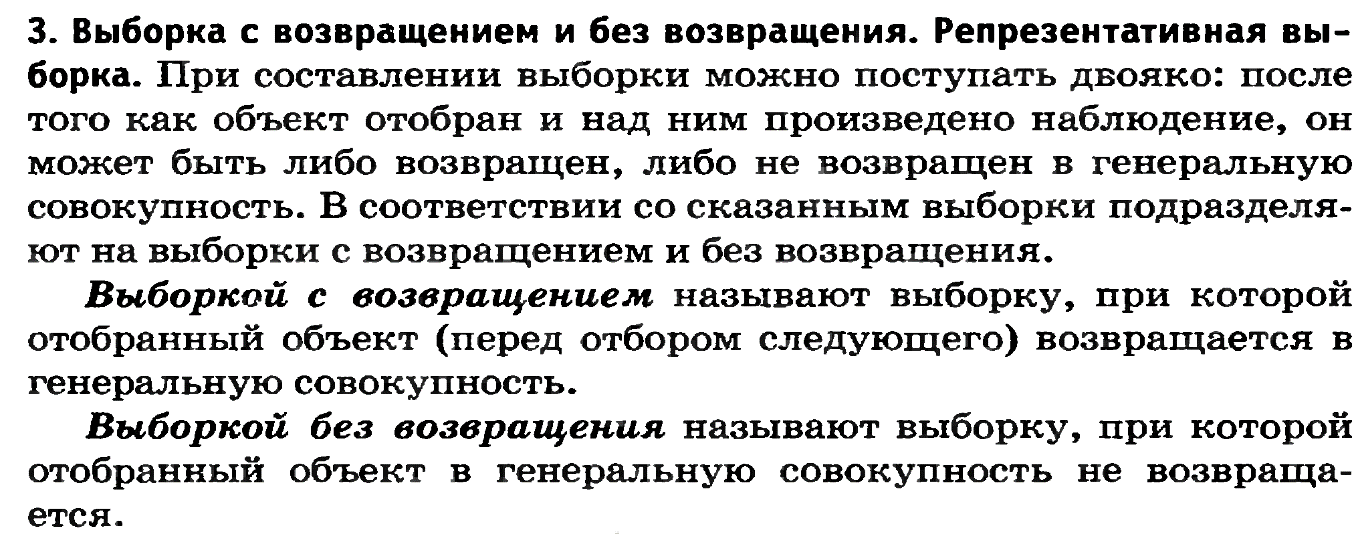 3. Выборка с возвращением и без возвращения. Репрезентативная вы-
борка. При составлении выборки можно поступать двояко: после
того как объект отобран и над ним произведено наблюдение, он
может быть либо возвращен, либо не возвращен в генеральную
совокупность. В соответствии со сказанным выборки подразделя-
ют на выборки с возвращением и без возвращения.
Выборкой с возвращением называют выборку, при которой
отобранный объект (перед отбором следующего) возвращается в
генеральную совокупность.
Выборкой без возвращения называют выборку, при которой
отобранный объект в генеральную совокупность не возвраща-
ется.